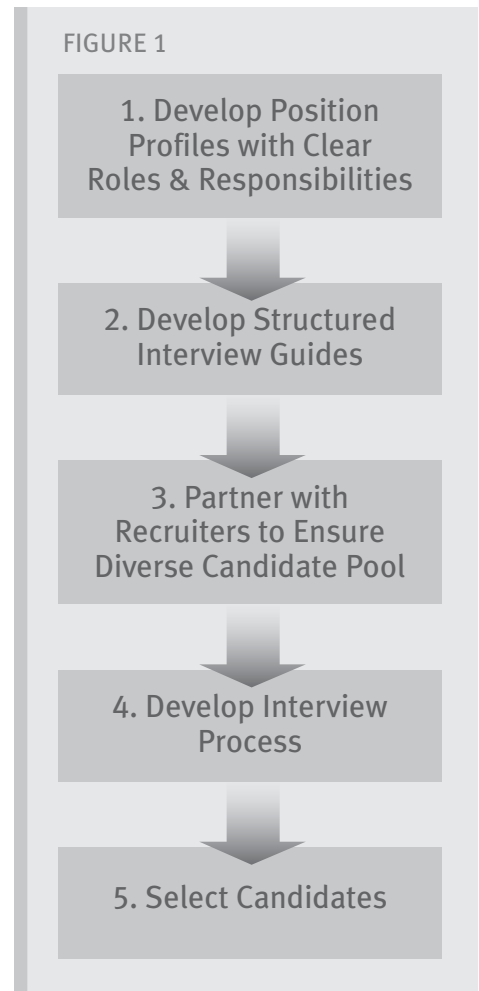 FIGURE 1
1. Develop Position
Profiles with Clear
Roles & Responsibilities
2. Develop Structured
Interview Guides
3. Partner with
Recruiters to Ensure
Diverse Candidate Pool
4. Develop Interview
Process
5. Select Candidates